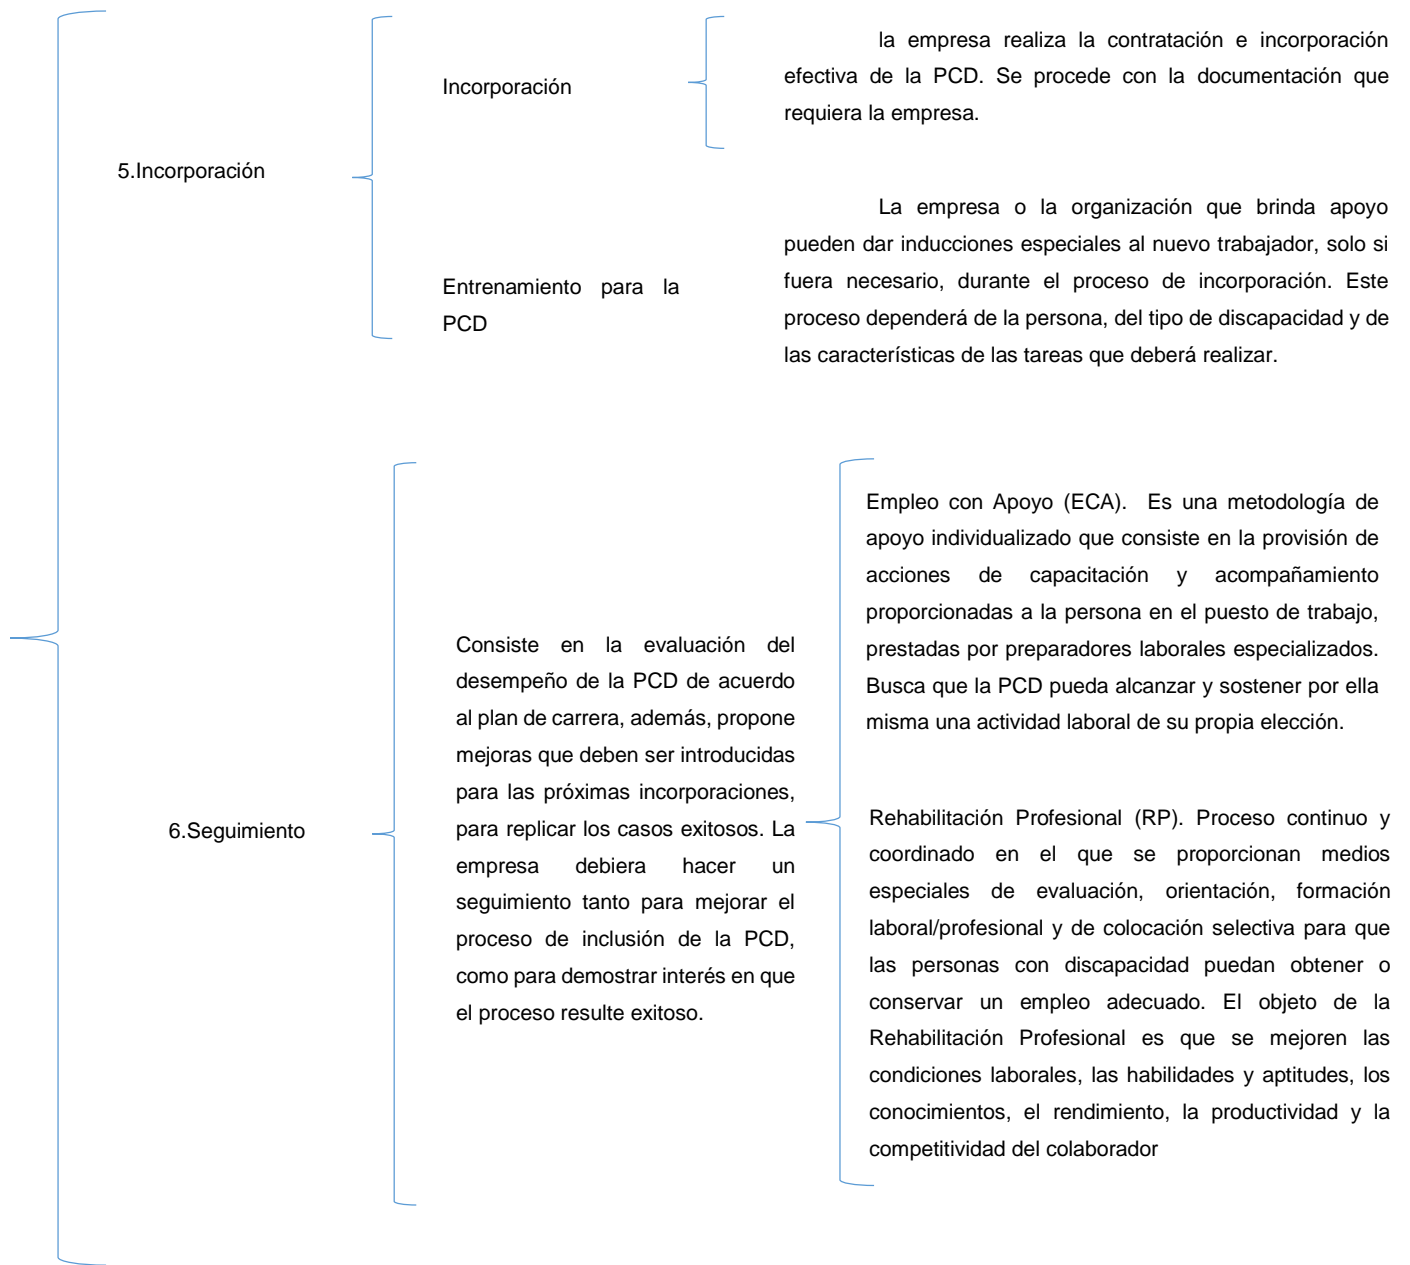 5.Incorporación
Incorporación
la empresa realiza la contratación e incorporación
efectiva de la PCD. Se procede con la documentación que
requiera la empresa.
Entrenamiento para la
PCD
La empresa o la organización que brinda apoyo
pueden dar inducciones especiales al nuevo trabajador, solo si
fuera necesario, durante el proceso de incorporación. Este
proceso dependerá de la persona, del tipo de discapacidad y de
las características de las tareas que deberá realizar.
6.Seguimiento
Consiste en la evaluación del
desempeño de la PCD de acuerdo
al plan de carrera, además, propone
mejoras que deben ser introducidas
para las próximas incorporaciones,
para replicar los casos exitosos. La
empresa debiera hacer un
seguimiento tanto para mejorar el
proceso de inclusión de la PCD,
como para demostrar interés en que
el proceso resulte exitoso.
Empleo con Apoyo (ECA). Es una metodología de
apoyo individualizado que consiste en la provisión de
acciones de capacitación y acompañamiento
proporcionadas a la persona en el puesto de trabajo,
prestadas por preparadores laborales especializados.
Busca que la PCD pueda alcanzar y sostener por ella
misma una actividad laboral de su propia elección.
Rehabilitación Profesional (RP). Proceso continuo y
coordinado en el que se proporcionan medios
especiales de evaluación, orientación, formación
laboral/profesional y de colocación selectiva para que
las personas con discapacidad puedan obtener o
conservar un empleo adecuado. El objeto de la
Rehabilitación Profesional es que se mejoren las
condiciones laborales, las habilidades y aptitudes, los
conocimientos, el rendimiento, la productividad y la
competitividad del colaborador